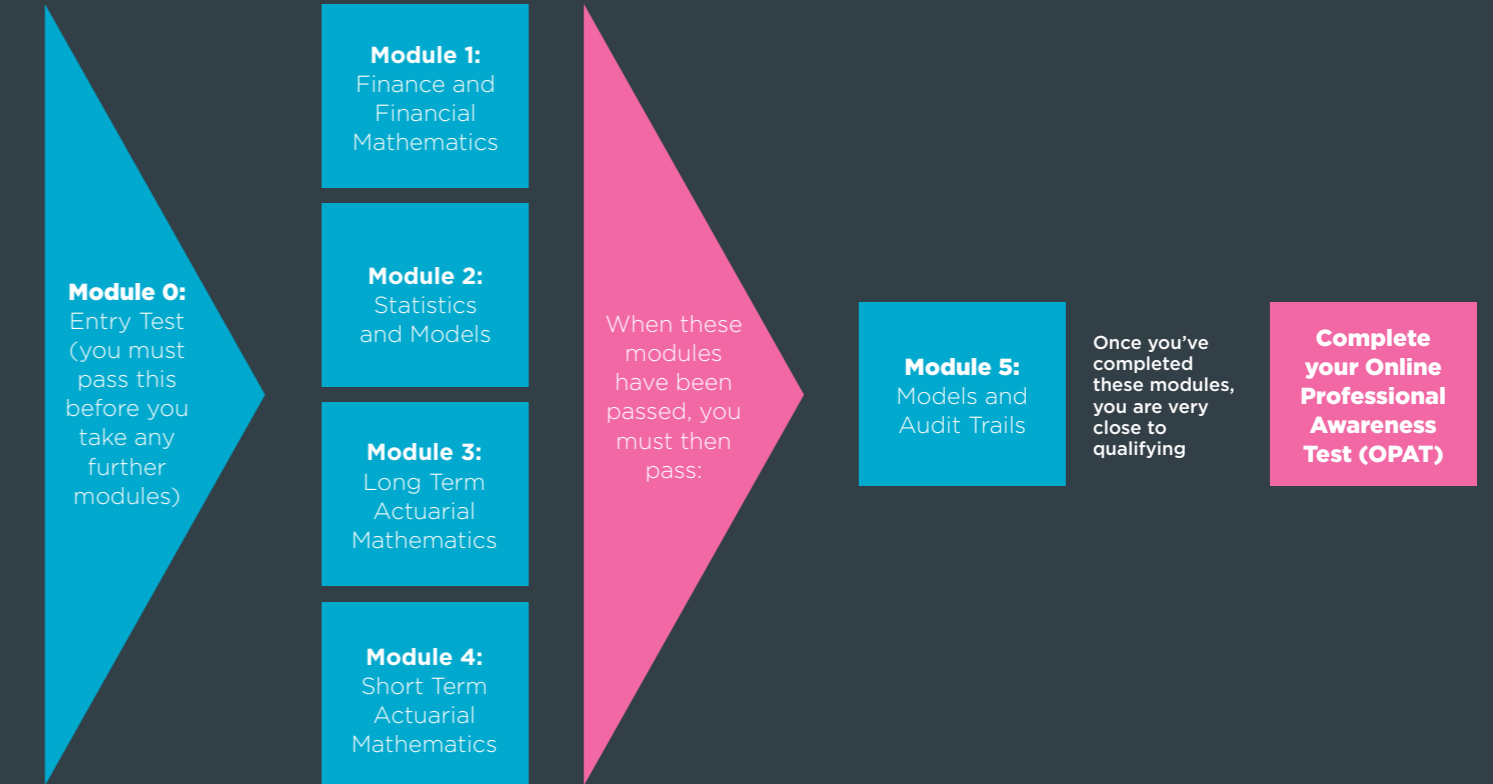 Module 0:
Entry Test
(you must
pass this
before you
take any
further
modules)
Module 1:
Finance and
Financial
Mathematics
Module 2:
Statistics
and Models
Module 3:
Long Term
Actuarial
Mathematics
Module 4:
Short Term
Actuarial
Mathematics
When these
modules
have been
passed, you
must then
pass:
Module 5:
Models and
Audit Trails
Once you’ve
completed
these modules,
you are very
close to
qualifying
Complete
your Online
Professional
Awareness
Test (OPAT)